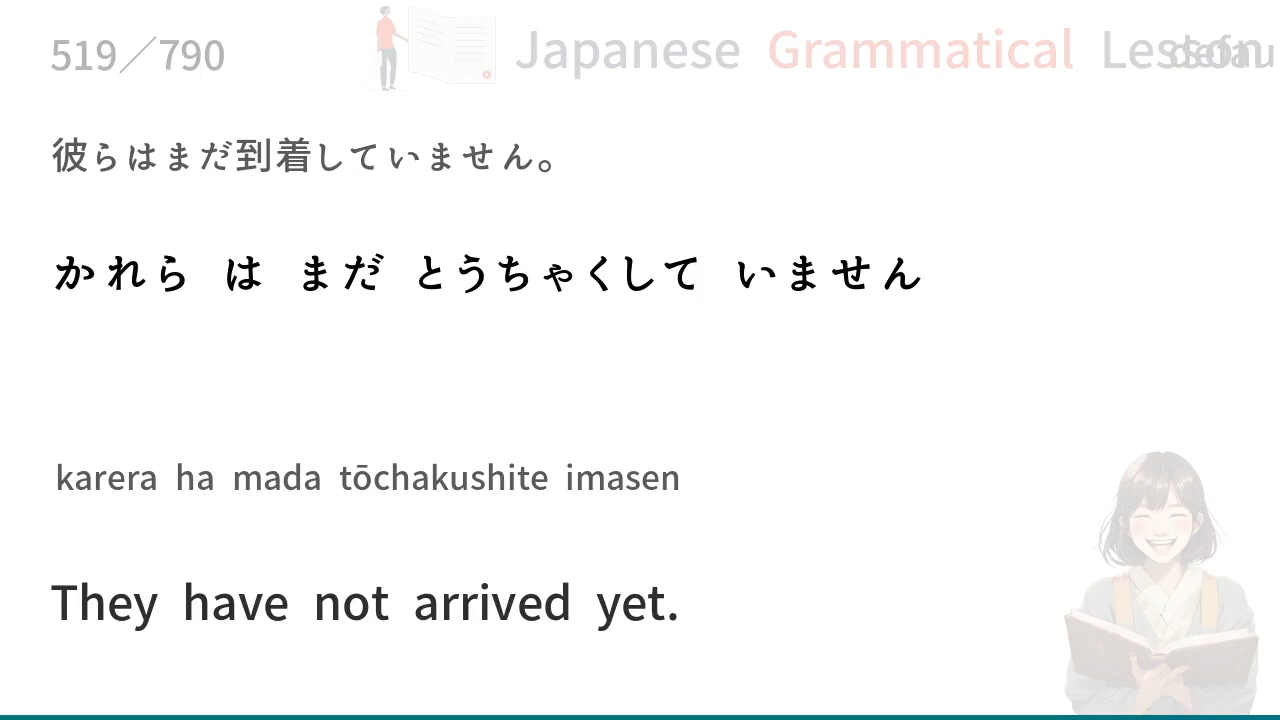 519／790
Japanese Grammatical Lesson
彼らはまだ到着していません。
かれら は まだ とうちゃくして いません
karera ha mada tōchakushite imasen
They have not arrived yet.